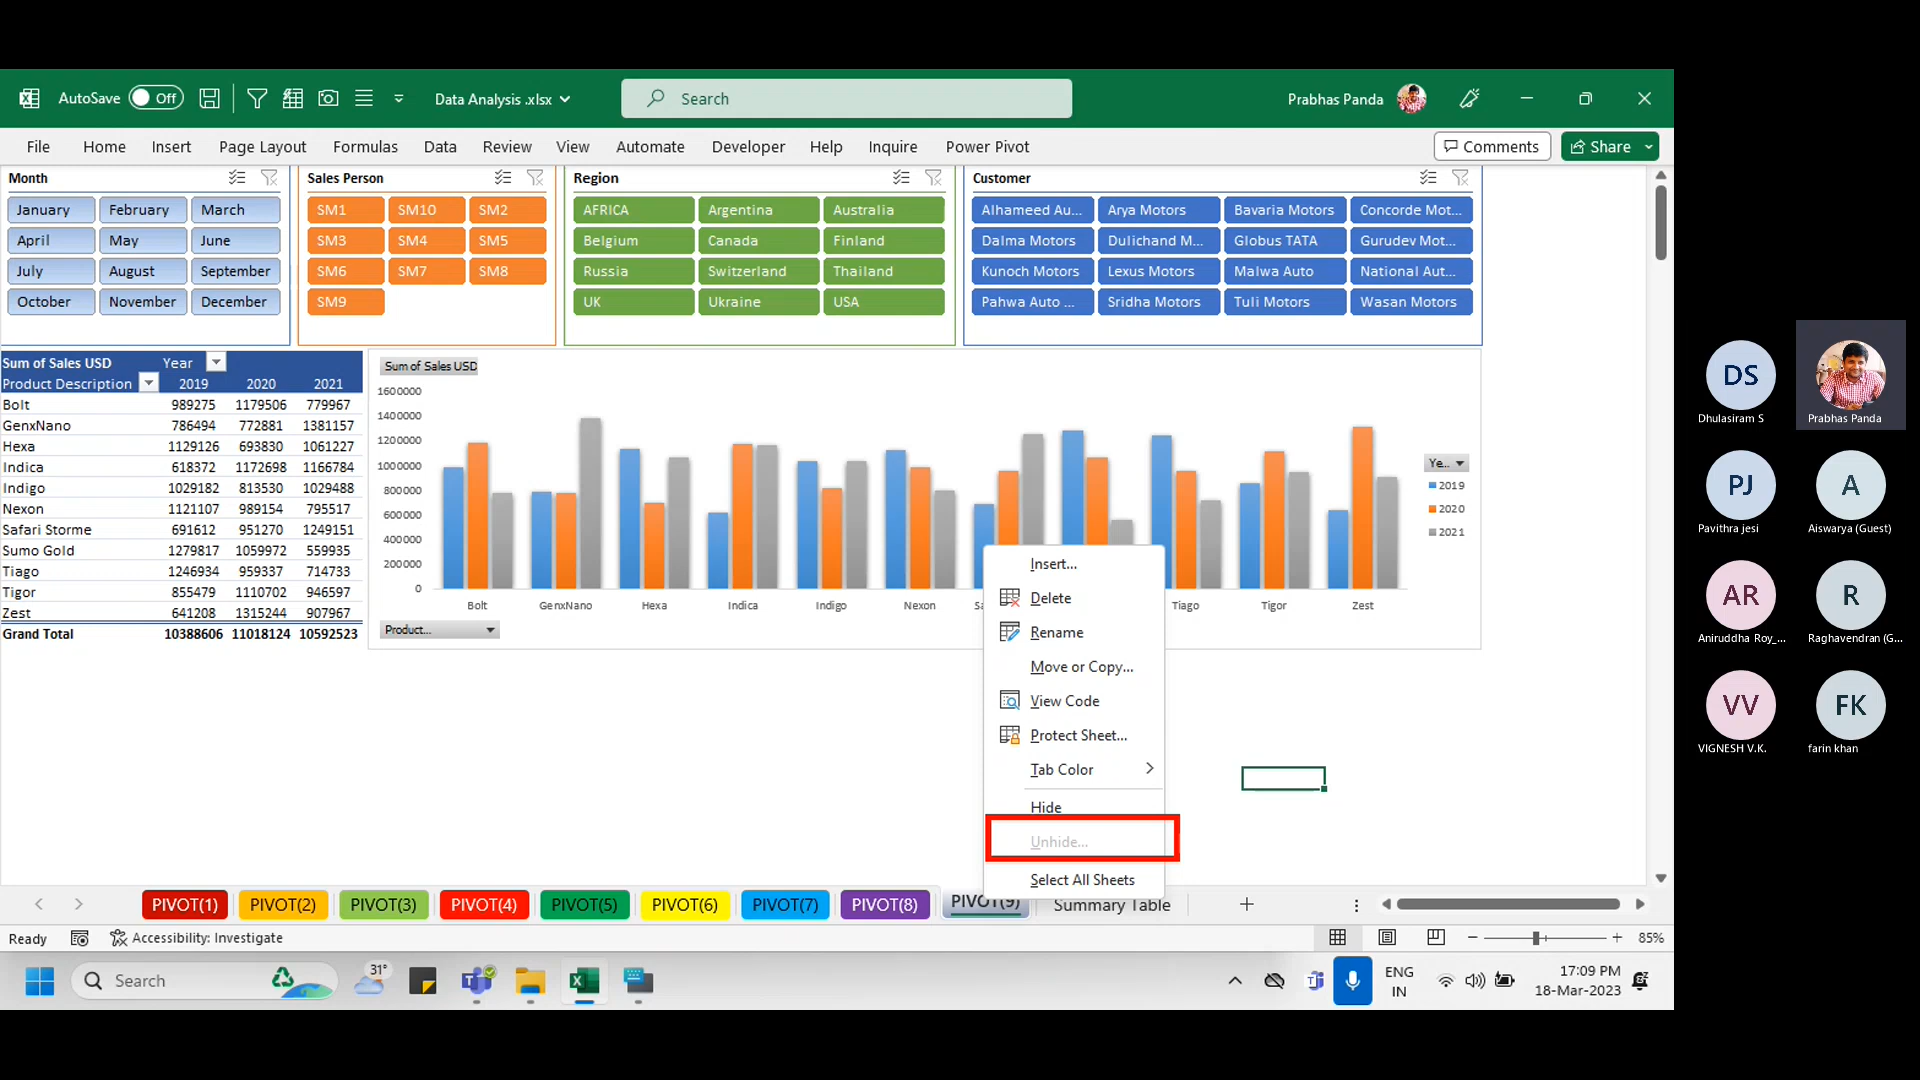 AutoSave Off Data Analysis .xlsx Search Prabhas Panda
File Home Insert Page Layout Formulas Data Review View Automate Developer Help Inquire Power Pivot Comments Share
Month
January February March
April May June
July August September
October November December
Sales Person
SM1 SM10 SM2
SM3 SM4 SM5
SM6 SM7 SM8
SM9
Region
AFRICA Argentina Australia
Belgium Canada Finland
Russia Switzerland Thailand
UK Ukraine USA
Customer
Alhameed Au... Arya Motors Bavaria Motors Concorde Mot...
Dalma Motors Dulichand M... Globus TATA Gurudev Mot...
Kunoch Motors Lexus Motors Malwa Auto National Aut...
Pahwa Auto ... Sridha Motors Tuli Motors Wasan Motors
Sum of Sales USD Year
Product Description 2019 2020 2021
Bolt 989275 1179506 779967
GenxNano 786494 772881 1381157
Hexa 1129126 693830 1061227
Indica 618372 1172698 1166784
Indigo 1029182 813530 1029488
Nexon 1121107 989154 795517
Safari Storme 691612 951270 1249151
Sumo Gold 1279817 1059972 559935
Tiago 1246934 959337 714733
Tigor 855479 1110702 946597
Zest 641208 1315244 907967
Grand Total 10388606 11018124 10592523
Sum of Sales USD
1600000
1400000
1200000
1000000
800000
600000
400000
200000
0
Bolt GenxNano Hexa Indica Indigo Nexon Sa Tiago Tigor Zest
Product...
Ye...
2019
2020
2021
Insert...
Delete
Rename
Move or Copy...
View Code
Protect Sheet...
Tab Color
Hide
Unhide...
Select All Sheets
PIVOT(1) PIVOT(2) PIVOT(3) PIVOT(4) PIVOT(5) PIVOT(6) PIVOT(7) PIVOT(8) PIVOT(9) Summary Table
Ready Accessibility: Investigate 85%
Search 31° ENG
IN
17:09 PM
18-Mar-2023
DS
Dhulasiram S
Prabhas Panda
PJ
Pavithra jesi
A
Aiswarya (Guest)
AR
Aniruddha Roy_...
R
Raghavendran (G...
VV
VIGNESH V.K.
FK
farin khan